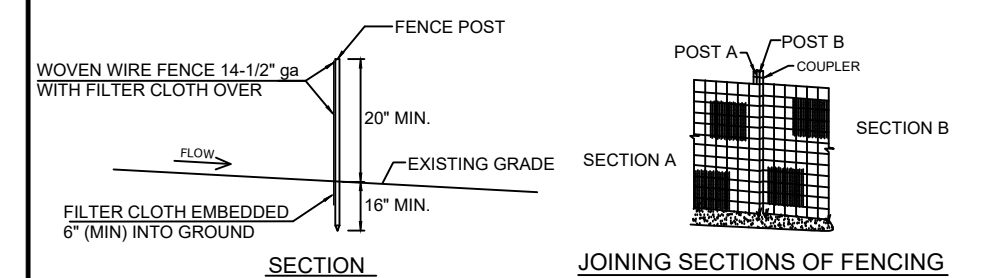 FENCE POST
WOVEN WIRE FENCE 14-1/2" ga
WITH FILTER CLOTH OVER
20" MIN.
FLOW
EXISTING GRADE
16" MIN.
FILTER CLOTH EMBEDDED
6" (MIN) INTO GROUND
SECTION
POST A
POST B
COUPLER
SECTION B
SECTION A
JOINING SECTIONS OF FENCING